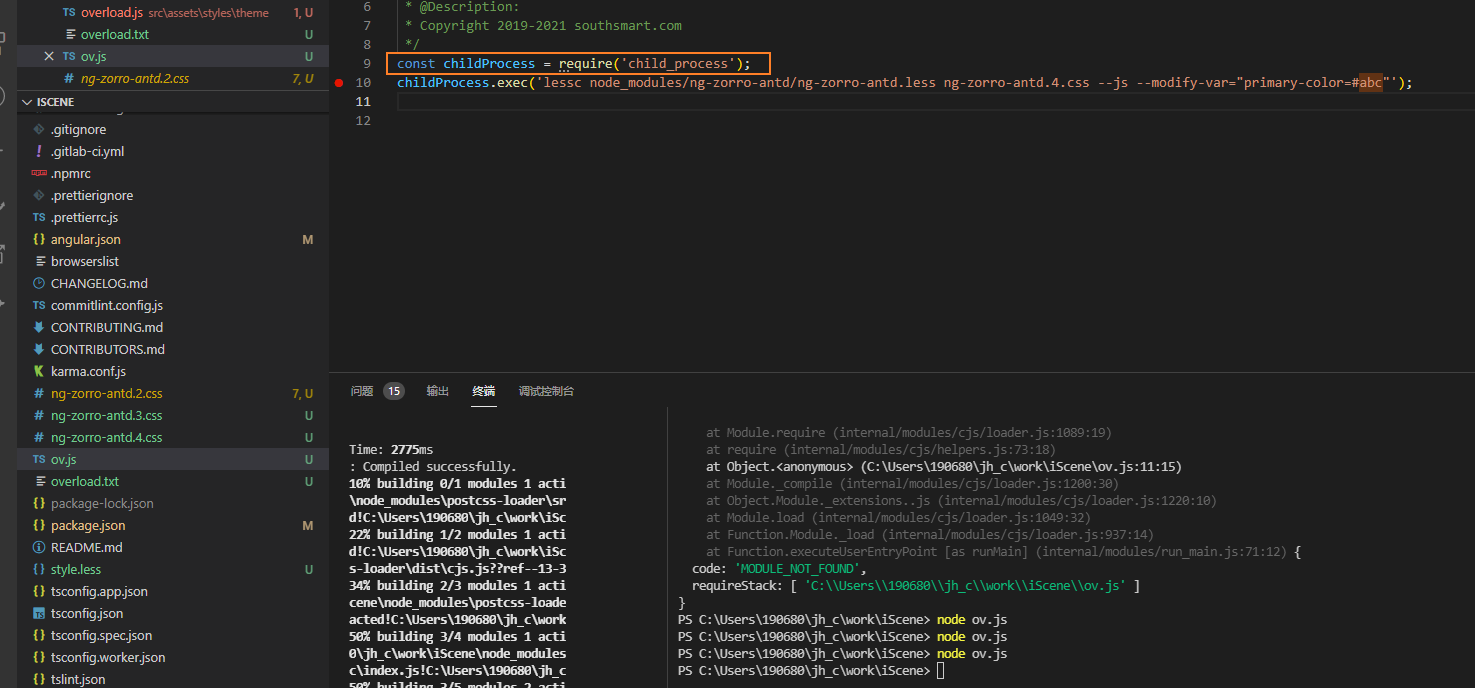 TS overload.js src\assets\styles\theme 1, U
overload.txt U
TS ov.js U
# ng-zorro-antd.2.css 7, U
ISCENE
.gitignore
! .gitlab-ci.yml
npm .npmrc
.prettierignore
TS .prettierrc.js
{} angular.json M
browserslist
CHANGELOG.md
TS commitlint.config.js
CONTRIBUTING.md
CONTRIBUTORS.md
karma.conf.js
# ng-zorro-antd.2.css 7, U
# ng-zorro-antd.3.css U
# ng-zorro-antd.4.css U
TS ov.js U
overload.txt U
{} package-lock.json
{} package.json M
README.md
{} style.less U
{} tsconfig.app.json
TS tsconfig.json
{} tsconfig.spec.json
{} tsconfig.worker.json
{} tslint.json
6 * @Description:
7 * Copyright 2019-2021 southsmart.com
8 */
9 const childProcess = require('child_process');
10 childProcess.exec('lessc node_modules/ng-zorro-antd/ng-zorro-antd.less ng-zorro-antd.4.css --js --modify-var="primary-color=#abc"');
11
12
问题 15 输出 终端 调试控制台
Time: 2775ms
: Compiled successfully.
10% building 0/1 modules 1 acti
\node_modules\postcss-loader\sr
d!C:\Users\190680\jh_c\work\iSc
22% building 1/2 modules 1 acti
d!C:\Users\190680\jh_c\work\iSc
s-loader\dist\cjs.js??ref--13-3
34% building 2/3 modules 1 acti
cene\node_modules\postcss-loade
acted!C:\Users\190680\jh_c\work
50% building 3/4 modules 1 acti
0\jh_c\work\iScene\node_modules
c\index.js!C:\Users\190680\jh_c
50% building 3/5 modules 2 acti
at Module.require (internal/modules/cjs/loader.js:1089:19)
at require (internal/modules/cjs/helpers.js:73:18)
at Object.<anonymous> (C:\Users\190680\jh_c\work\iScene\ov.js:11:15)
at Module._compile (internal/modules/cjs/loader.js:1200:30)
at Object.Module._extensions..js (internal/modules/cjs/loader.js:1220:10)
at Module.load (internal/modules/cjs/loader.js:1049:32)
at Function.Module._load (internal/modules/cjs/loader.js:937:14)
at Function.executeUserEntryPoint [as runMain] (internal/modules/run_main.js:71:12) {
code: 'MODULE_NOT_FOUND',
requireStack: [ 'C:\\Users\\190680\\jh_c\\work\\iScene\\ov.js' ]
}
PS C:\Users\190680\jh_c\work\iScene> node ov.js
PS C:\Users\190680\jh_c\work\iScene> node ov.js
PS C:\Users\190680\jh_c\work\iScene> node ov.js
PS C:\Users\190680\jh_c\work\iScene>